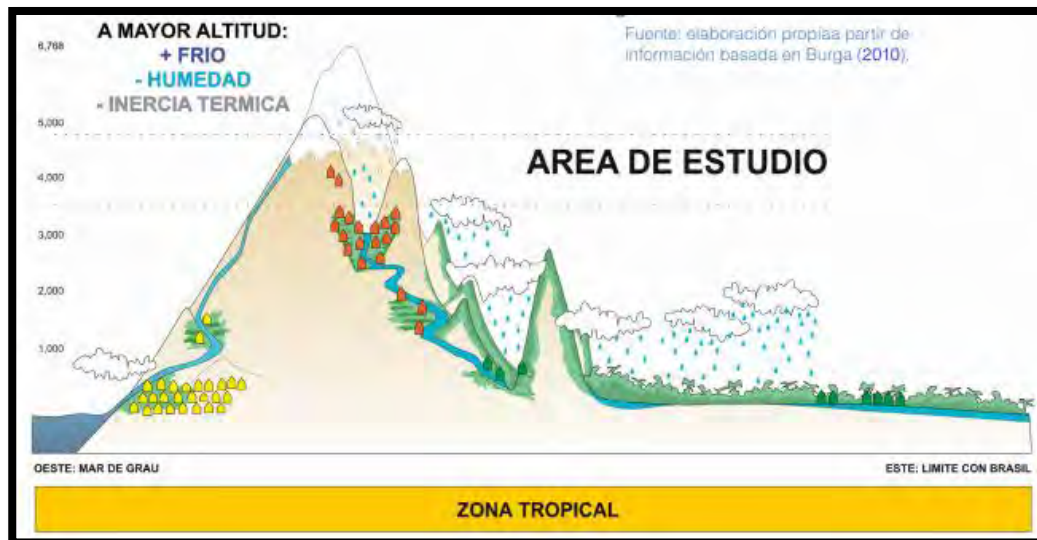 A MAYOR ALTITUD:
+ FRIO
- HUMEDAD
- INERCIA TERMICA
Fuente: elaboración propiaa partir de
información basada en Burga (2010).
6,768
5,000
AREA DE ESTUDIO
4,000
3,000
2,000
1,000
OESTE: MAR DE GRAU
ESTE: LIMITE CON BRASIL
ZONA TROPICAL